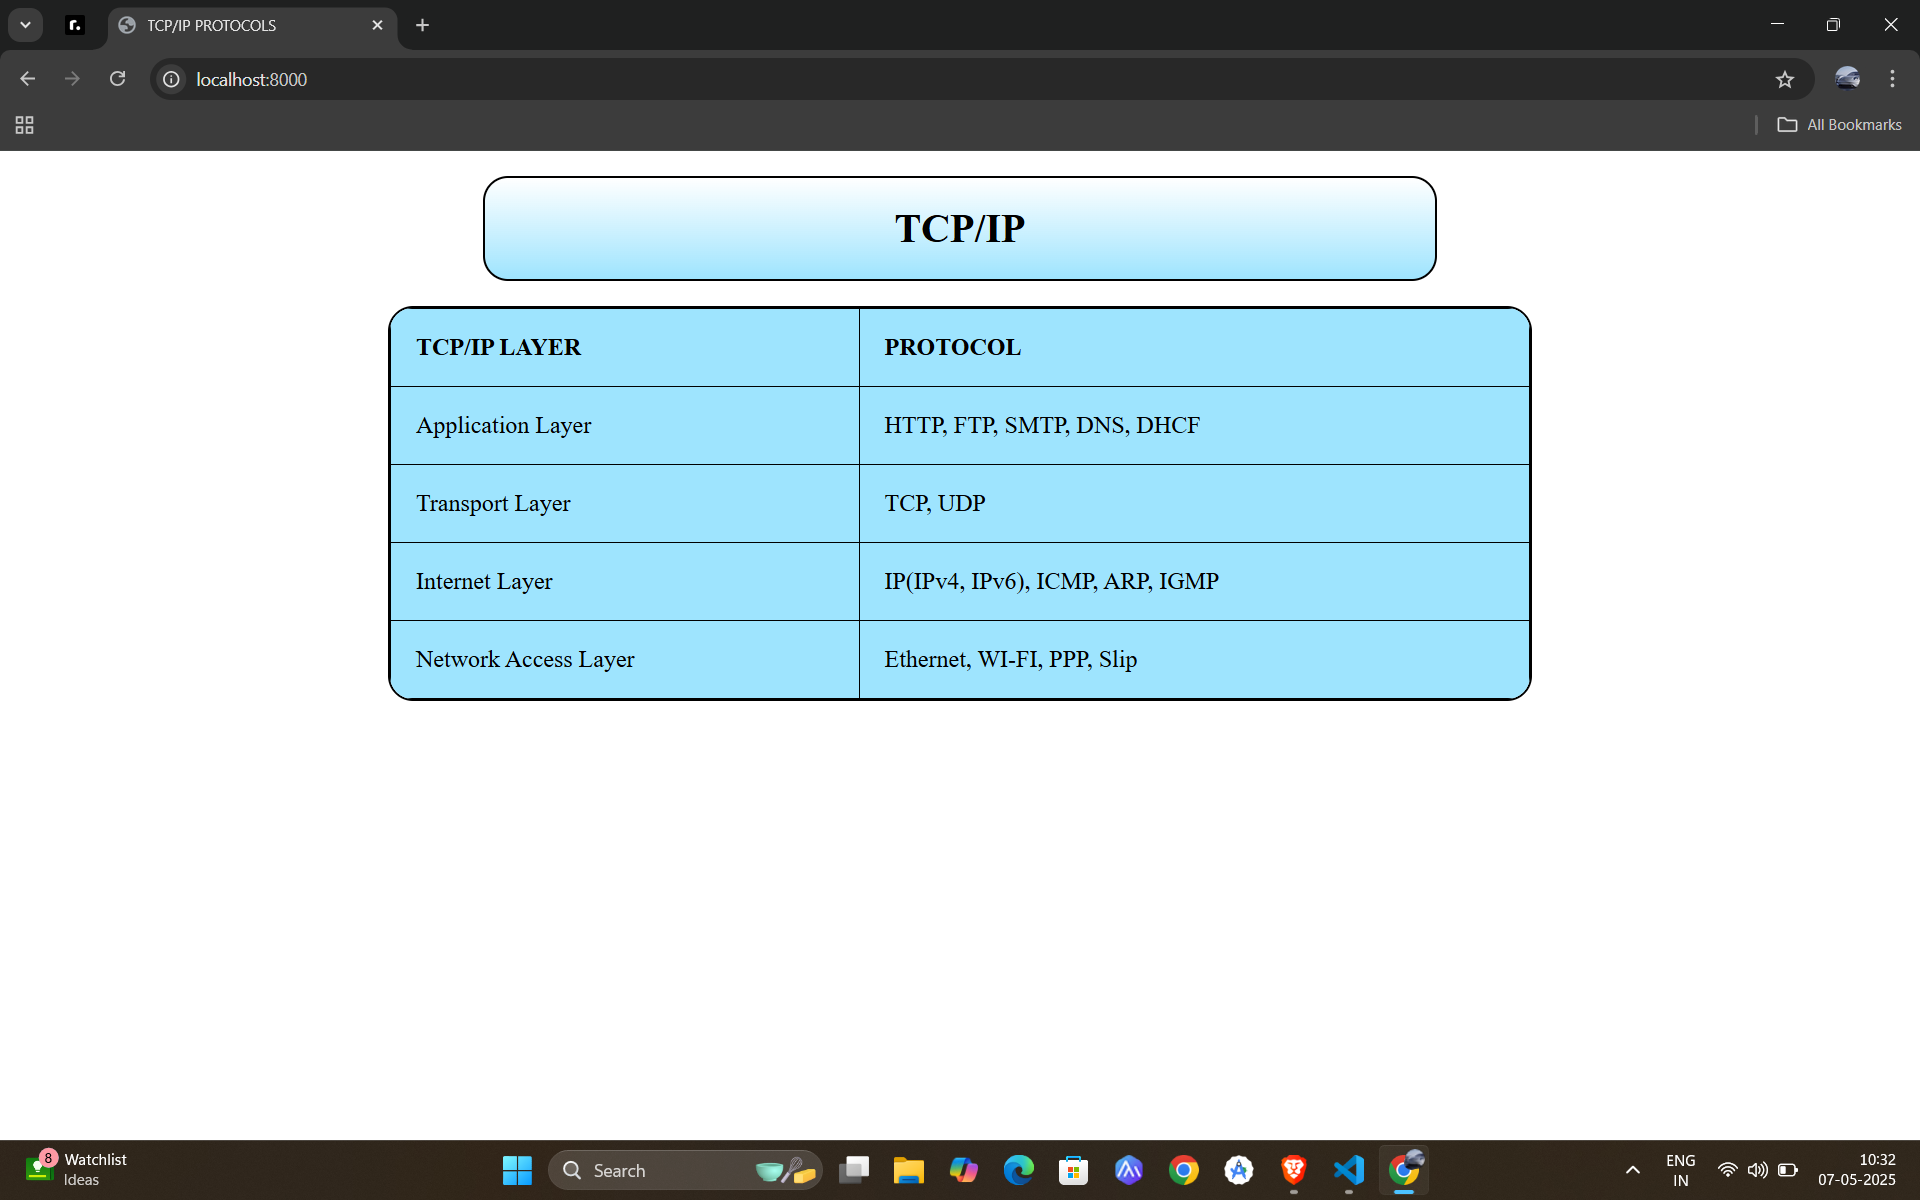 TCP/IP PROTOCOLS
localhost:8000
All Bookmarks
TCP/IP
TCP/IP LAYER PROTOCOL
Application Layer HTTP, FTP, SMTP, DNS, DHCF
Transport Layer TCP, UDP
Internet Layer IP(IPv4, IPv6), ICMP, ARP, IGMP
Network Access Layer Ethernet, WI-FI, PPP, Slip
8
Watchlist
Ideas
Search
ENG
IN
10:32
07-05-2025